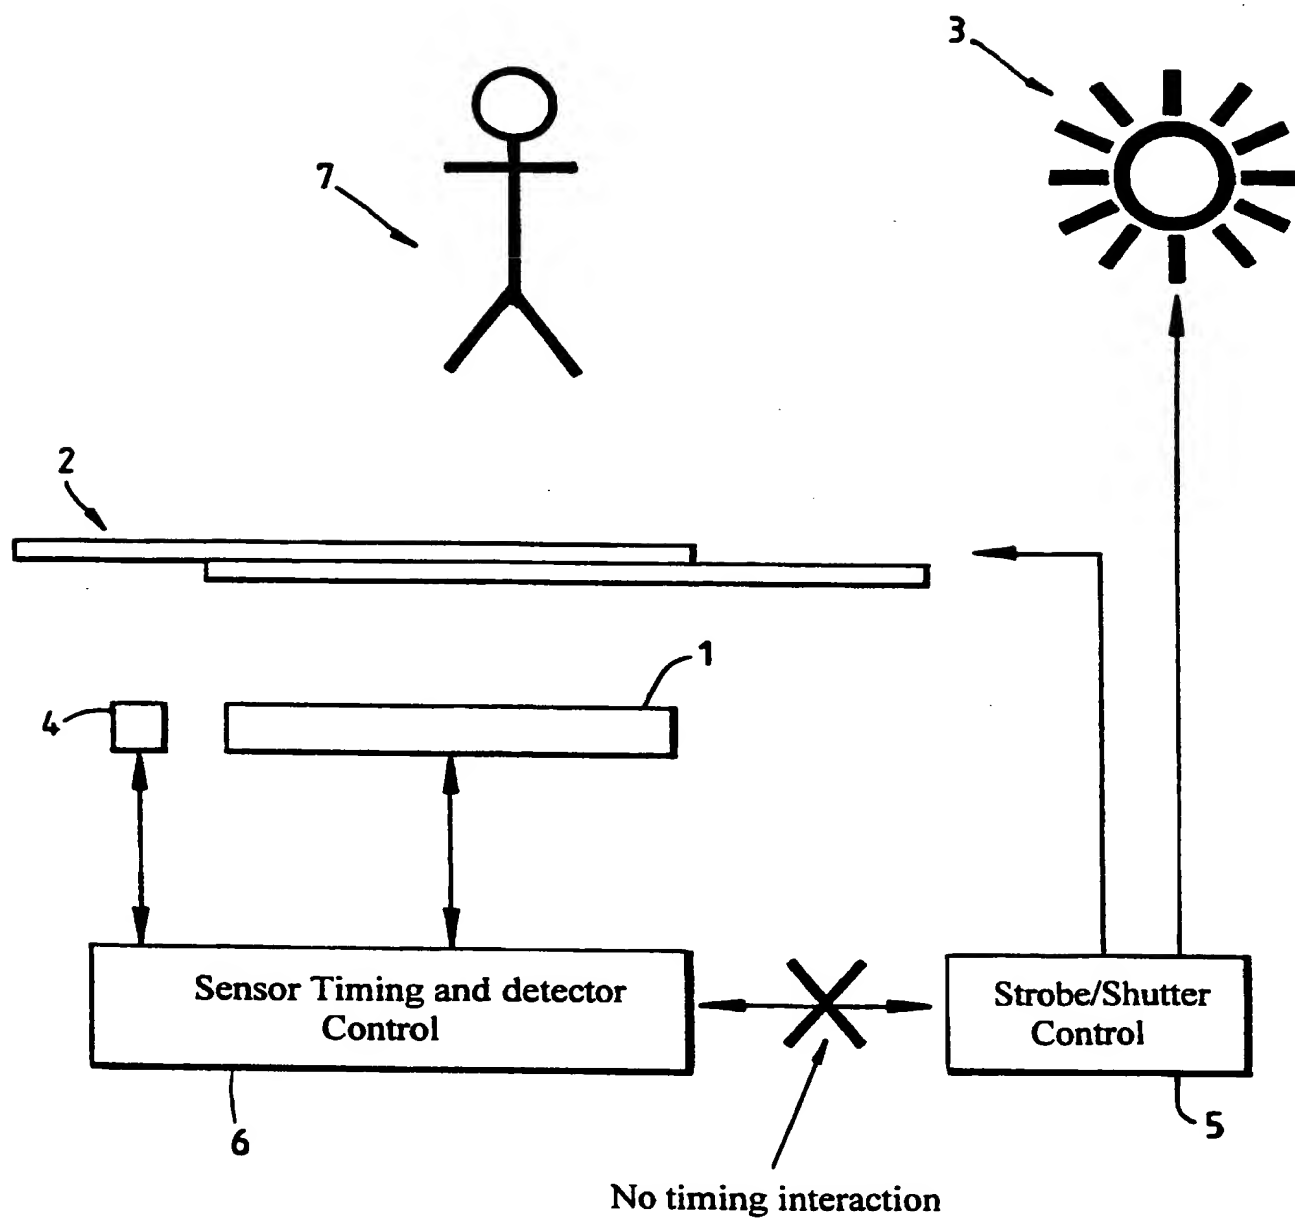 3
7
2
1
4
Sensor Timing and detector
Control
Strobe/Shutter
Control
6
5
No timing interaction